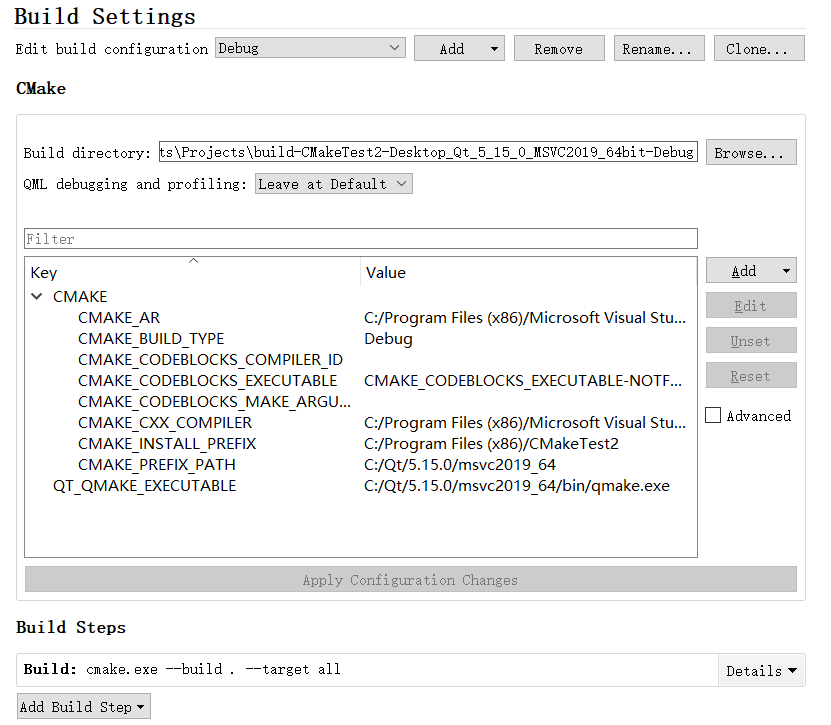 Build Settings
Edit build configuration Debug Add Remove Rename... Clone...
CMake
Build directory: ts\Projects\build-CMakeTest2-Desktop_Qt_5_15_0_MSVC2019_64bit-Debug Browse...
QML debugging and profiling: Leave at Default
Filter
Key Value Add
CMAKE
CMAKE_AR C:/Program Files (x86)/Microsoft Visual Stu... Edit
CMAKE_BUILD_TYPE Debug Unset
CMAKE_CODEBLOCKS_COMPILER_ID
CMAKE_CODEBLOCKS_EXECUTABLE CMAKE_CODEBLOCKS_EXECUTABLE-NOTF... Reset
CMAKE_CODEBLOCKS_MAKE_ARGU...
CMAKE_CXX_COMPILER C:/Program Files (x86)/Microsoft Visual Stu... Advanced
CMAKE_INSTALL_PREFIX C:/Program Files (x86)/CMakeTest2
CMAKE_PREFIX_PATH C:/Qt/5.15.0/msvc2019_64
QT_QMAKE_EXECUTABLE C:/Qt/5.15.0/msvc2019_64/bin/qmake.exe
Apply Configuration Changes
Build Steps
Build: cmake.exe --build . --target all Details
Add Build Step